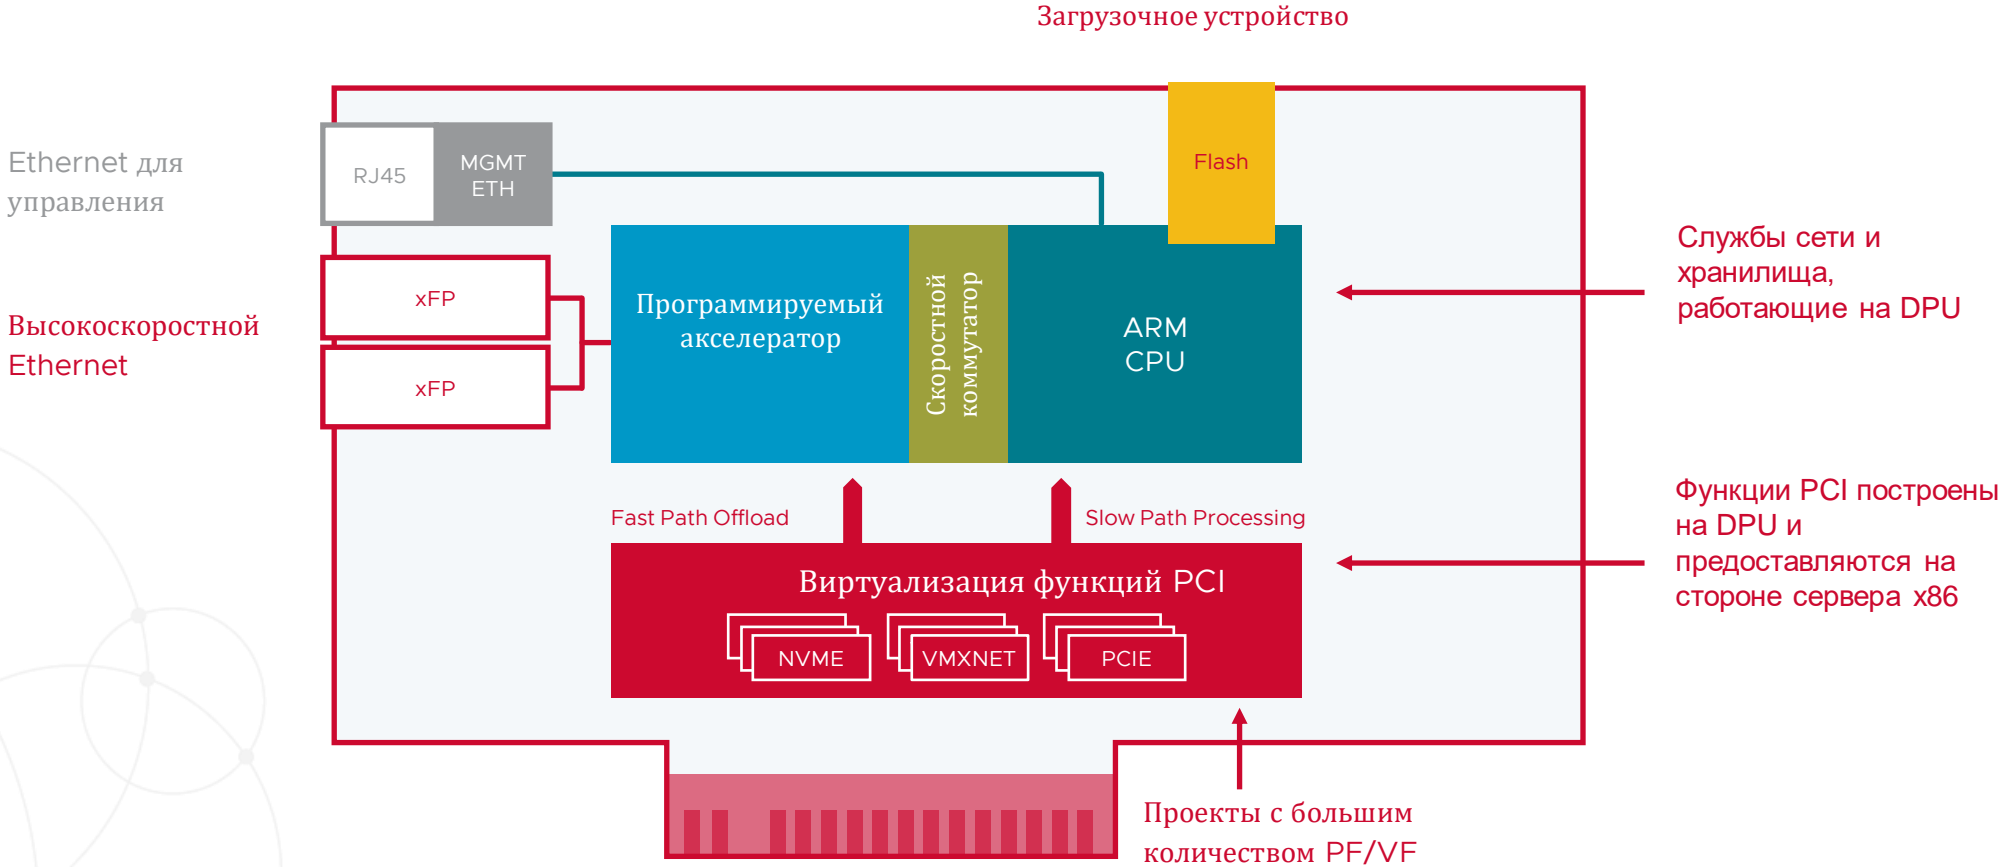 Загрузочное устройство
Ethernet для
управления
RJ45
MGMT
ETH
Flash
Высокоскоростной
Ethernet
xFP
xFP
Программируемый
акселератор
Скоростной
коммутатор
ARM
CPU
Службы сети и
хранилища,
работающие на DPU
Fast Path Offload
Slow Path Processing
Функции PCI построены
на DPU и
предоставляются на
стороне сервера x86
Виртуализация функций PCI
NVME
VMXNET
PCIE
Проекты с большим
количеством PF/VF